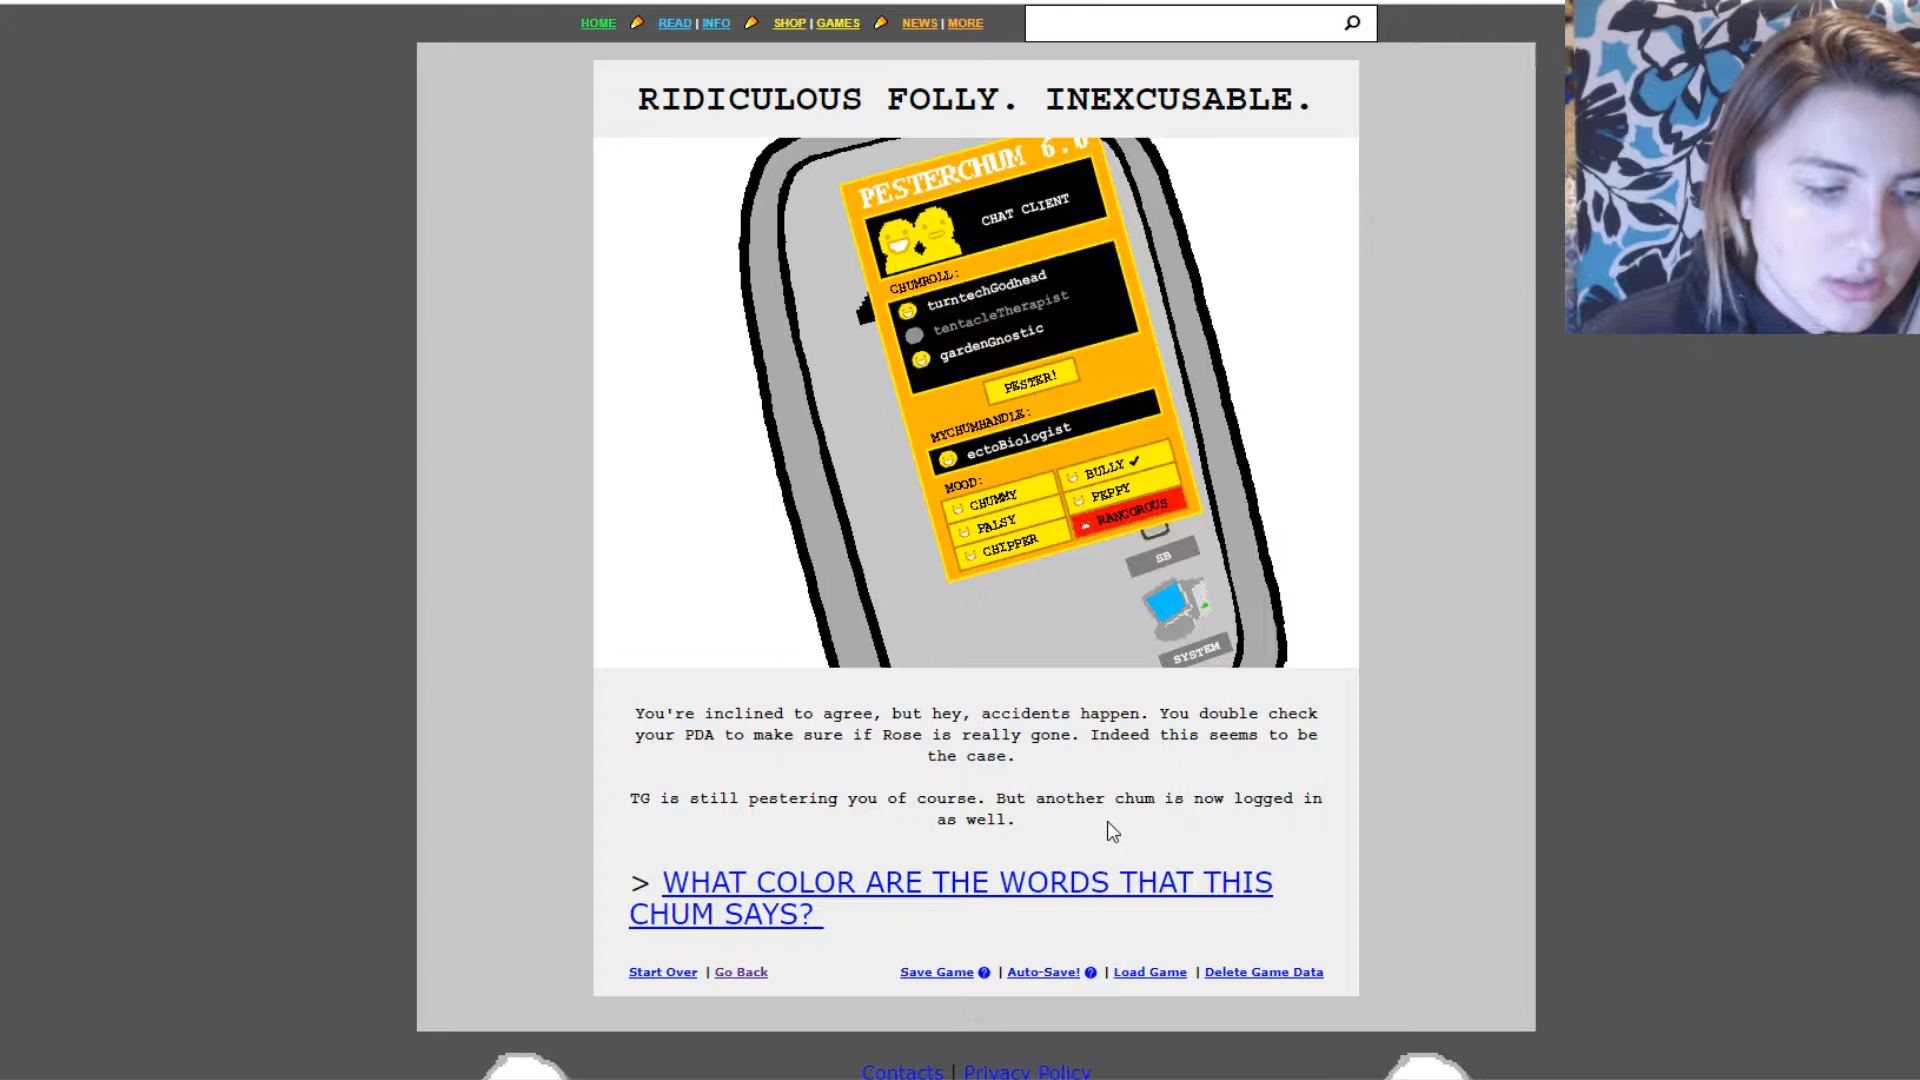 HOME READ | INFO SHOP | GAMES NEWS | MORE
RIDICULOUS FOLLY. INEXCUSABLE.
PESTERCHUM 6.0
CHAT CLIENT
CHUMROLL:
turntechGodhead
tentacleTherapist
gardenGnostic
PESTER!
MYCHUMHANDLE:
ectoBiologist
MOOD:
CHUMMY
BULLY ✓
PALSY
PEPPY
CHIPPER
RANCOROUS
SB
SYSTEM
You're inclined to agree, but hey, accidents happen. You double check
your PDA to make sure if Rose is really gone. Indeed this seems to be
the case.
TG is still pestering you of course. But another chum is now logged in
as well.
> WHAT COLOR ARE THE WORDS THAT THIS
CHUM SAYS?
Start Over | Go Back Save Game ? | Auto-Save! ? | Load Game | Delete Game Data
Contacts | Privacy Policy